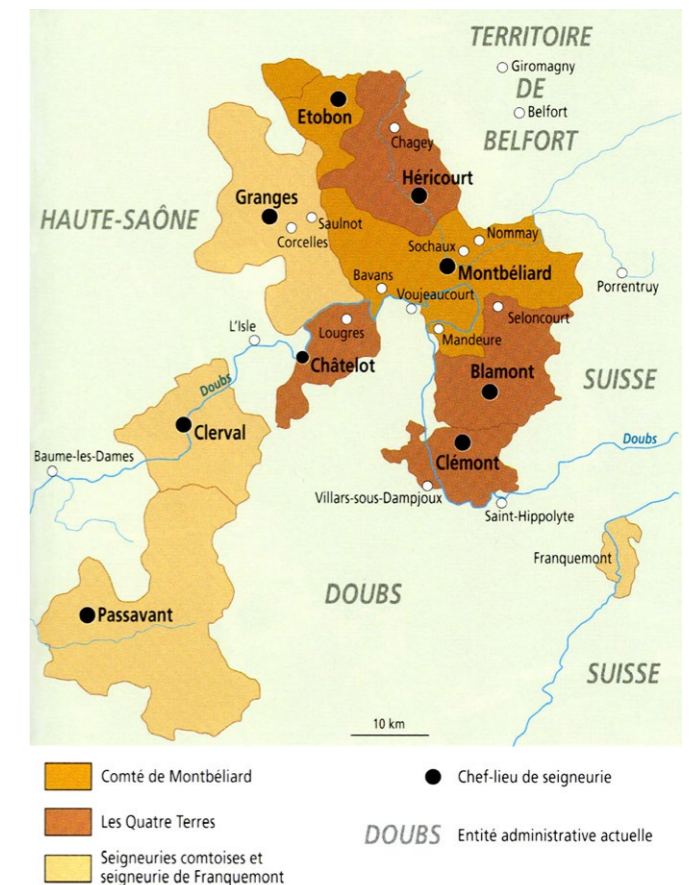 TERRITOIRE
Giromagny
DE
Belfort
BELFORT
Etobon
Chagey
Héricourt
Granges
HAUTE-SAÔNE
Saulnot
Corcelles
Nommay
Sochaux
Montbéliard
Porrentruy
Bavans
Voujeaucourt
Seloncourt
L'Isle
Lougres
Mandeure
Châtelot
Blamont
SUISSE
Doubs
Clerval
Clémont
Doubs
Baume-les-Dames
Villars-sous-Dampjoux
Saint-Hippolyte
Franquemont
DOUBS
Passavant
SUISSE
10 km
Comté de Montbéliard
Chef-lieu de seigneurie
Les Quatre Terres
DOUBS Entité administrative actuelle
Seigneuries comtoises et
seigneurie de Franquemont